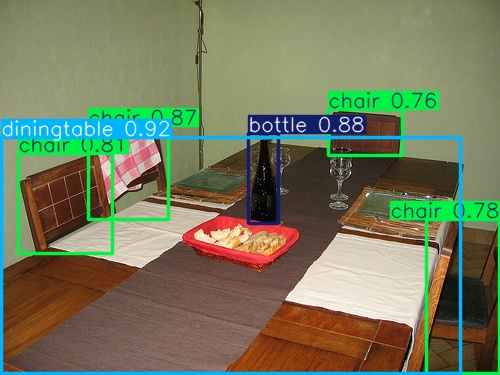 chair 0.76
chair 0.87
bottle 0.88
diningtable 0.92
chair 0.81
chair 0.78